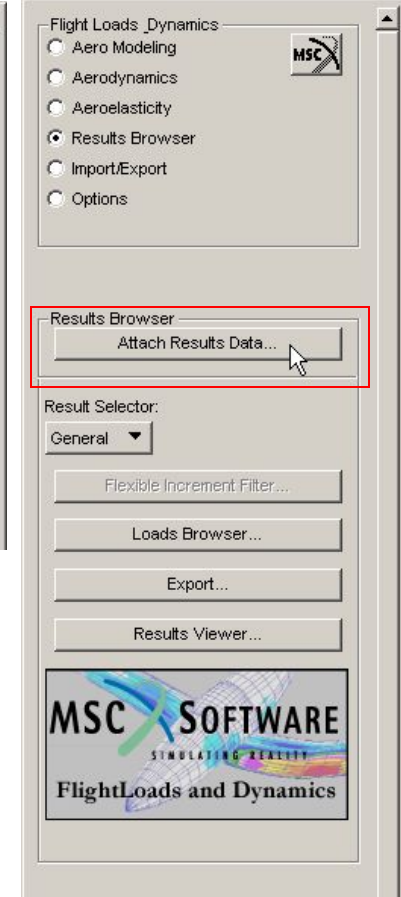 Flight Loads _Dynamics
Aero Modeling
MSC
Aerodynamics
Aeroelasticity
Results Browser
Import/Export
Options
Results Browser
Attach Results Data...
Result Selector:
General
Flexible Increment Filter...
Loads Browser...
Export...
Results Viewer...
MSC SOFTWARE
SIMULATING REALITY
FlightLoads and Dynamics